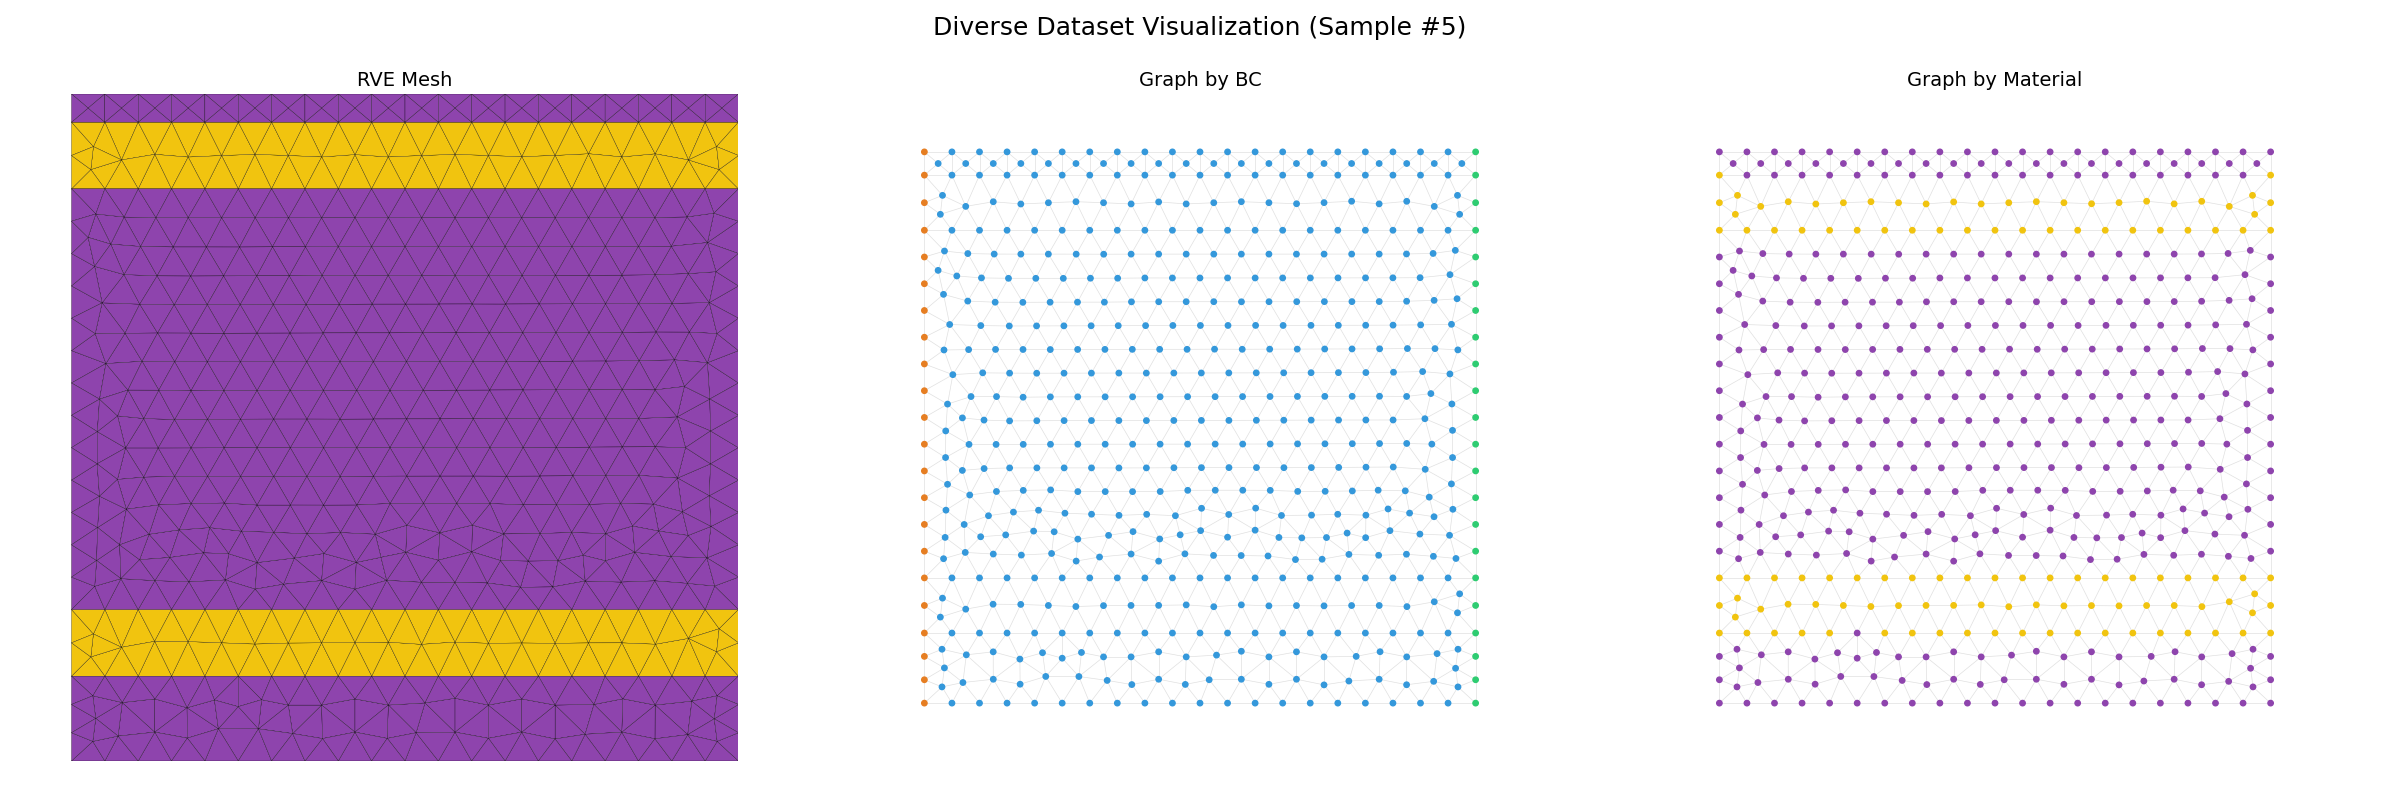 Diverse Dataset Visualization (Sample #5)
RVE Mesh
Graph by BC
Graph by Material